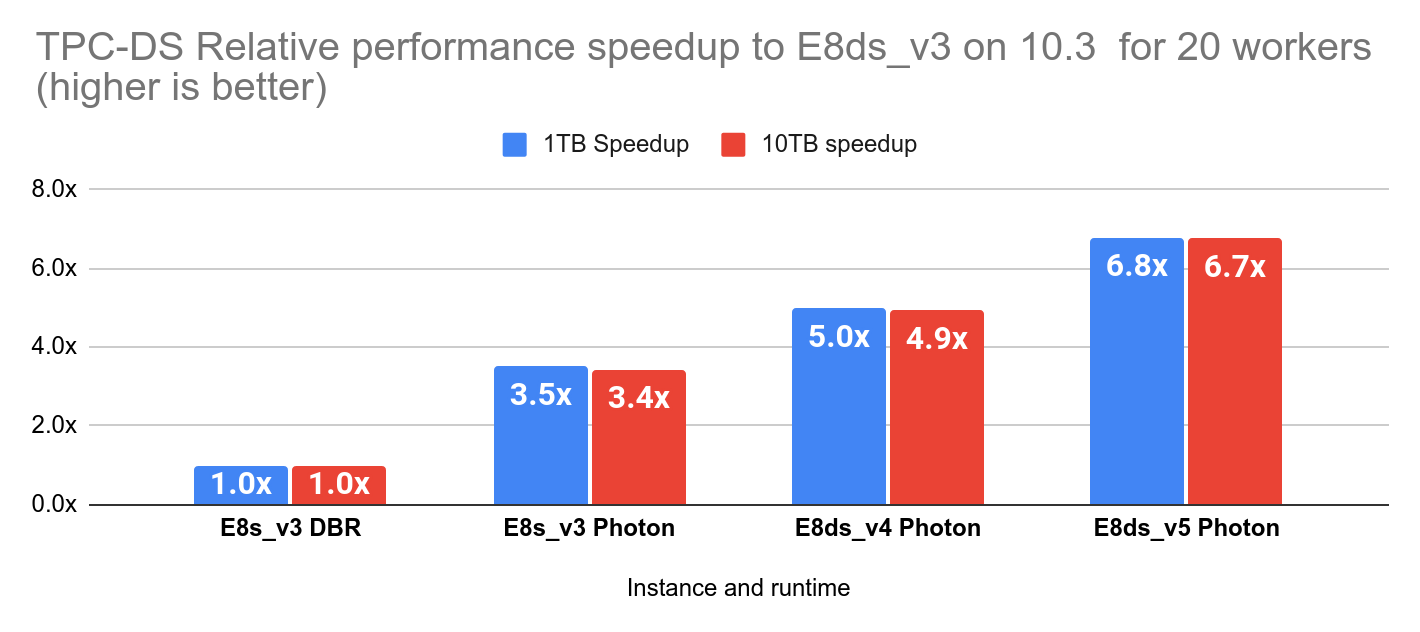 TPC-DS Relative performance speedup to E8ds_v3 on 10.3  for 20 workers
(higher is better)
1TB Speedup 10TB speedup
8.0x
6.0x
4.0x
2.0x
0.0x
1.0x 1.0x 3.5x 3.4x 5.0x 4.9x 6.8x 6.7x
E8s_v3 DBR E8s_v3 Photon E8ds_v4 Photon E8ds_v5 Photon
Instance and runtime